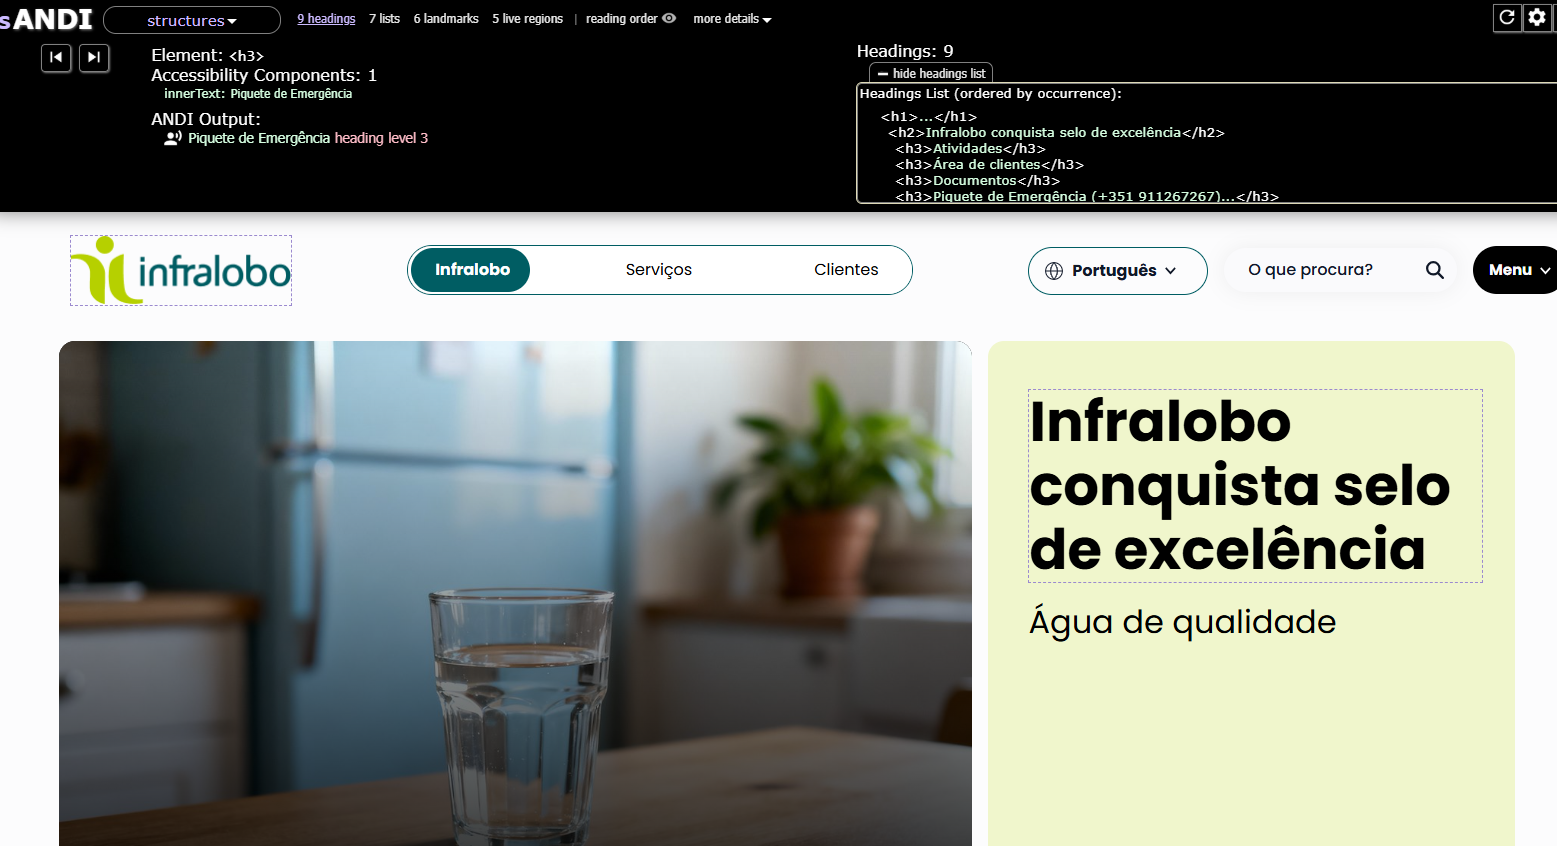 sANDI structures 9 headings 7 lists 6 landmarks 5 live regions | reading order more details
Element: <h3>
Accessibility Components: 1
innerText: Piquete de Emergência
ANDI Output:
Piquete de Emergência heading level 3
Headings: 9
hide headings list
Headings List (ordered by occurrence):
<h1>...</h1>
<h2>Infralobo conquista selo de excelência</h2>
<h3>Atividades</h3>
<h3>Área de clientes</h3>
<h3>Documentos</h3>
<h3>Piquete de Emergência (+351 911267267)...</h3>
infralobo
Infralobo Serviços Clientes
Português
O que procura?
Menu
Infralobo
conquista selo
de excelência
Água de qualidade